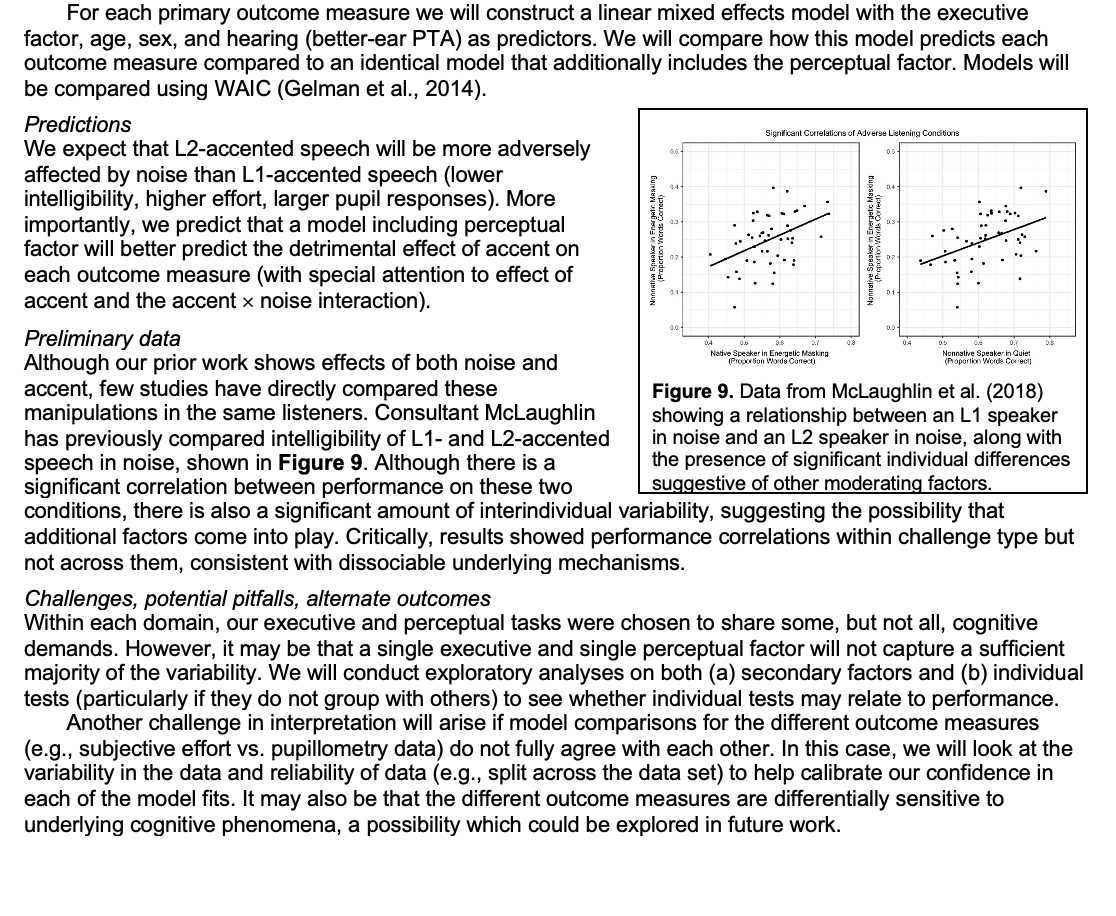 For each primary outcome measure we will construct a linear mixed effects model with the executive
factor, age, sex, and hearing (better-ear PTA) as predictors. We will compare how this model predicts each
outcome measure compared to an identical model that additionally includes the perceptual factor. Models will
be compared using WAIC (Gelman et al., 2014).
Predictions
We expect that L2-accented speech will be more adversely
affected by noise than L1-accented speech (lower
intelligibility, higher effort, larger pupil responses). More
importantly, we predict that a model including perceptual
factor will better predict the detrimental effect of accent on
each outcome measure (with special attention to effect of
accent and the accent × noise interaction).
Preliminary data
Although our prior work shows effects of both noise and
accent, few studies have directly compared these
manipulations in the same listeners. Consultant McLaughlin
has previously compared intelligibility of L1- and L2-accented
speech in noise, shown in Figure 9. Although there is a
significant correlation between performance on these two
conditions, there is also a significant amount of interindividual variability, suggesting the possibility that
additional factors come into play. Critically, results showed performance correlations within challenge type but
not across them, consistent with dissociable underlying mechanisms.
Significant Correlations of Adverse Listening Conditions
Nonnative Speaker in Energetic Masking
(Proportion Words Correct)
0.5
0.4
0.3
0.2
0.1
0.0
0.4 0.5 0.6 0.7 0.8
Native Speaker in Energetic Masking
(Proportion Words Correct)
Nonnative Speaker in Energetic Masking
(Proportion Words Correct)
0.5
0.4
0.3
0.2
0.1
0.0
0.4 0.5 0.6 0.7 0.8
Nonnative Speaker in Quiet
(Proportion Words Correct)
Figure 9. Data from McLaughlin et al. (2018)
showing a relationship between an L1 speaker
in noise and an L2 speaker in noise, along with
the presence of significant individual differences
suggestive of other moderating factors.
Challenges, potential pitfalls, alternate outcomes
Within each domain, our executive and perceptual tasks were chosen to share some, but not all, cognitive
demands. However, it may be that a single executive and single perceptual factor will not capture a sufficient
majority of the variability. We will conduct exploratory analyses on both (a) secondary factors and (b) individual
tests (particularly if they do not group with others) to see whether individual tests may relate to performance.
Another challenge in interpretation will arise if model comparisons for the different outcome measures
(e.g., subjective effort vs. pupillometry data) do not fully agree with each other. In this case, we will look at the
variability in the data and reliability of data (e.g., split across the data set) to help calibrate our confidence in
each of the model fits. It may also be that the different outcome measures are differentially sensitive to
underlying cognitive phenomena, a possibility which could be explored in future work.